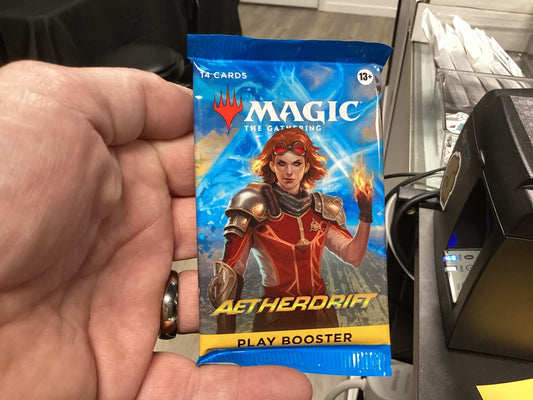 14 CARDS
13+
MAGIC
THE GATHERING
AETHERDRIFT
PLAY BOOSTER